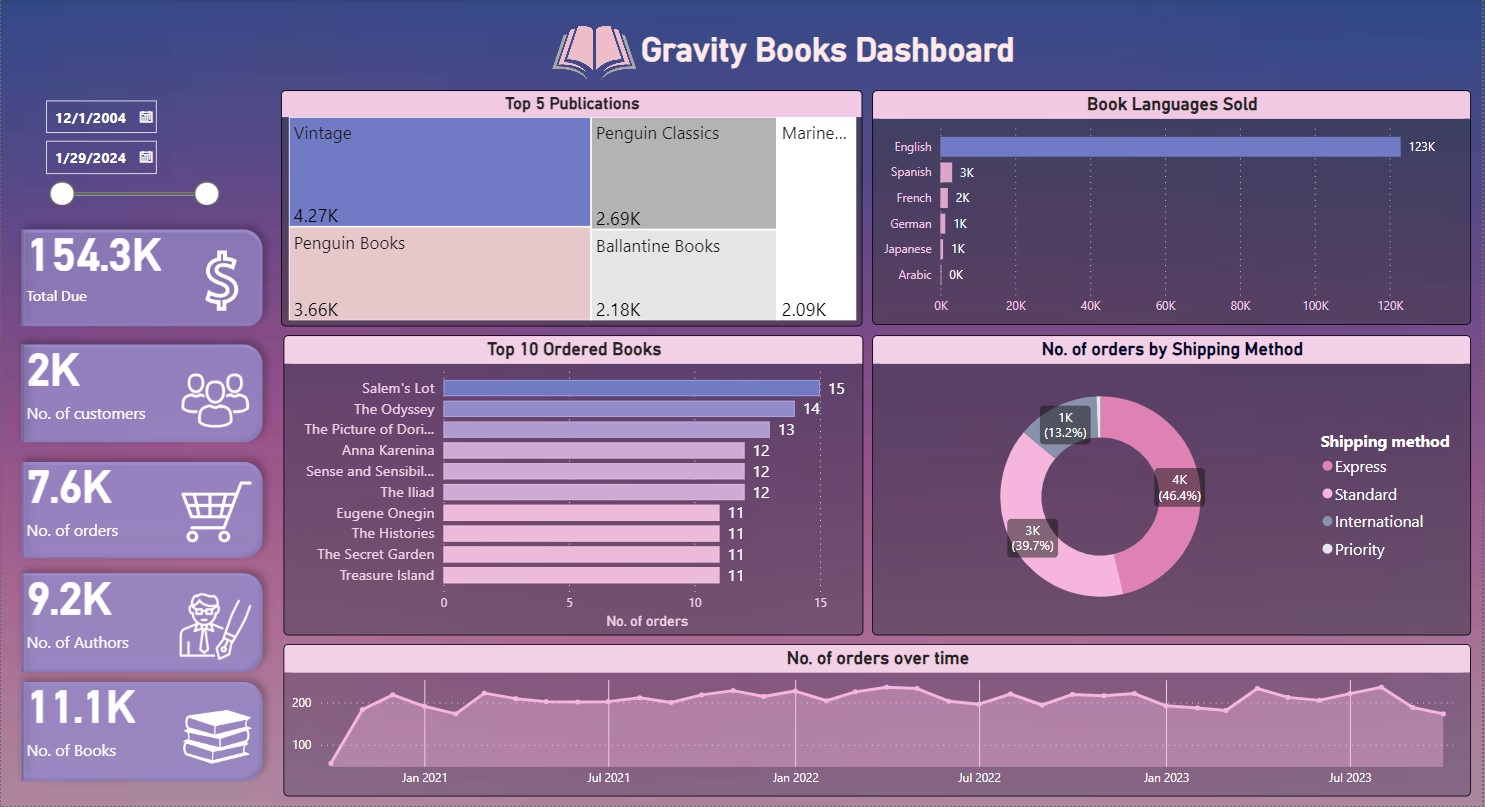 Gravity Books Dashboard
12/1/2004
1/29/2024
154.3K
Total Due
2K
No. of customers
7.6K
No. of orders
9.2K
No. of Authors
11.1K
No. of Books
Top 5 Publications
Vintage
4.27K
Penguin Books
3.66K
Penguin Classics
2.69K
Ballantine Books
2.18K
Marine...
2.09K
Book Languages Sold
English 123K
Spanish 3K
French 2K
German 1K
Japanese 1K
Arabic 0K
0K 20K 40K 60K 80K 100K 120K
Top 10 Ordered Books
Salem's Lot 15
The Odyssey 14
The Picture of Dori... 13
Anna Karenina 12
Sense and Sensibil... 12
The Iliad 12
Eugene Onegin 11
The Histories 11
The Secret Garden 11
Treasure Island 11
0 5 10 15
No. of orders
No. of orders by Shipping Method
1K
(13.2%)
4K
(46.4%)
3K
(39.7%)
Shipping method
Express
Standard
International
Priority
No. of orders over time
200
100
Jan 2021 Jul 2021 Jan 2022 Jul 2022 Jan 2023 Jul 2023